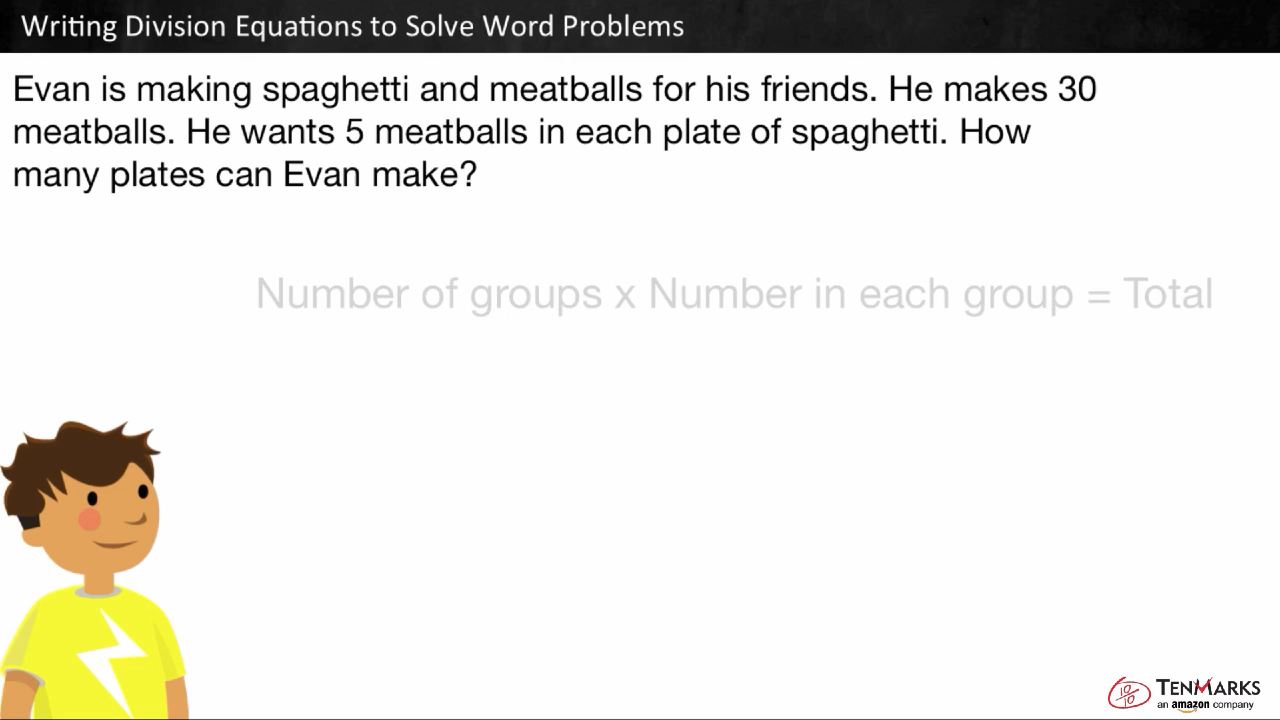 Writing Division Equations to Solve Word Problems
Evan is making spaghetti and meatballs for his friends. He makes 30
meatballs. He wants 5 meatballs in each plate of spaghetti. How
many plates can Evan make?
Number of groups x Number in each group = Total
10/10 TENMARKS
an amazon company